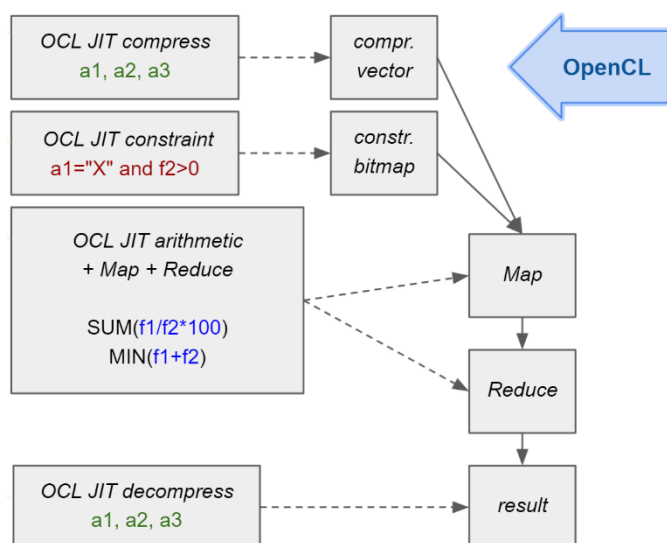 OCL JIT compress
a1, a2, a3
compr.
vector
OpenCL
OCL JIT constraint
a1="X" and f2>0
constr.
bitmap
OCL JIT arithmetic
+ Map + Reduce
SUM(f1/f2*100)
MIN(f1+f2)
Map
Reduce
OCL JIT decompress
a1, a2, a3
result